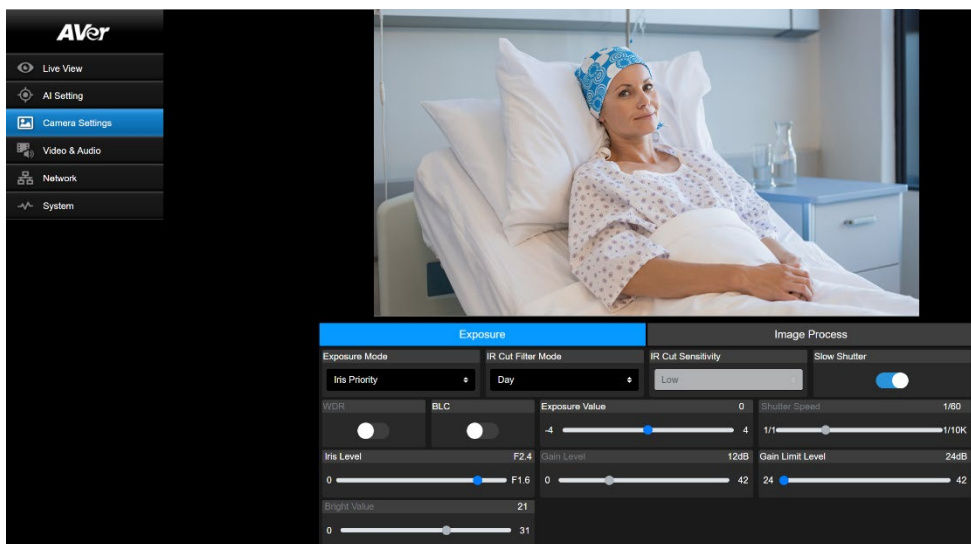 AVer
Live View
AI Setting
Camera Settings
Video & Audio
Network
System
Exposure Image Process
Exposure Mode IR Cut Filter Mode IR Cut Sensitivity Slow Shutter
Iris Priority Day Low
WDR BLC Exposure Value 0 Shutter Speed 1/60
-4 4 1/1 1/10K
Iris Level F2.4 Gain Level 12dB Gain Limit Level 24dB
0 F1.6 0 42 24 42
Bright Value 21
0 31